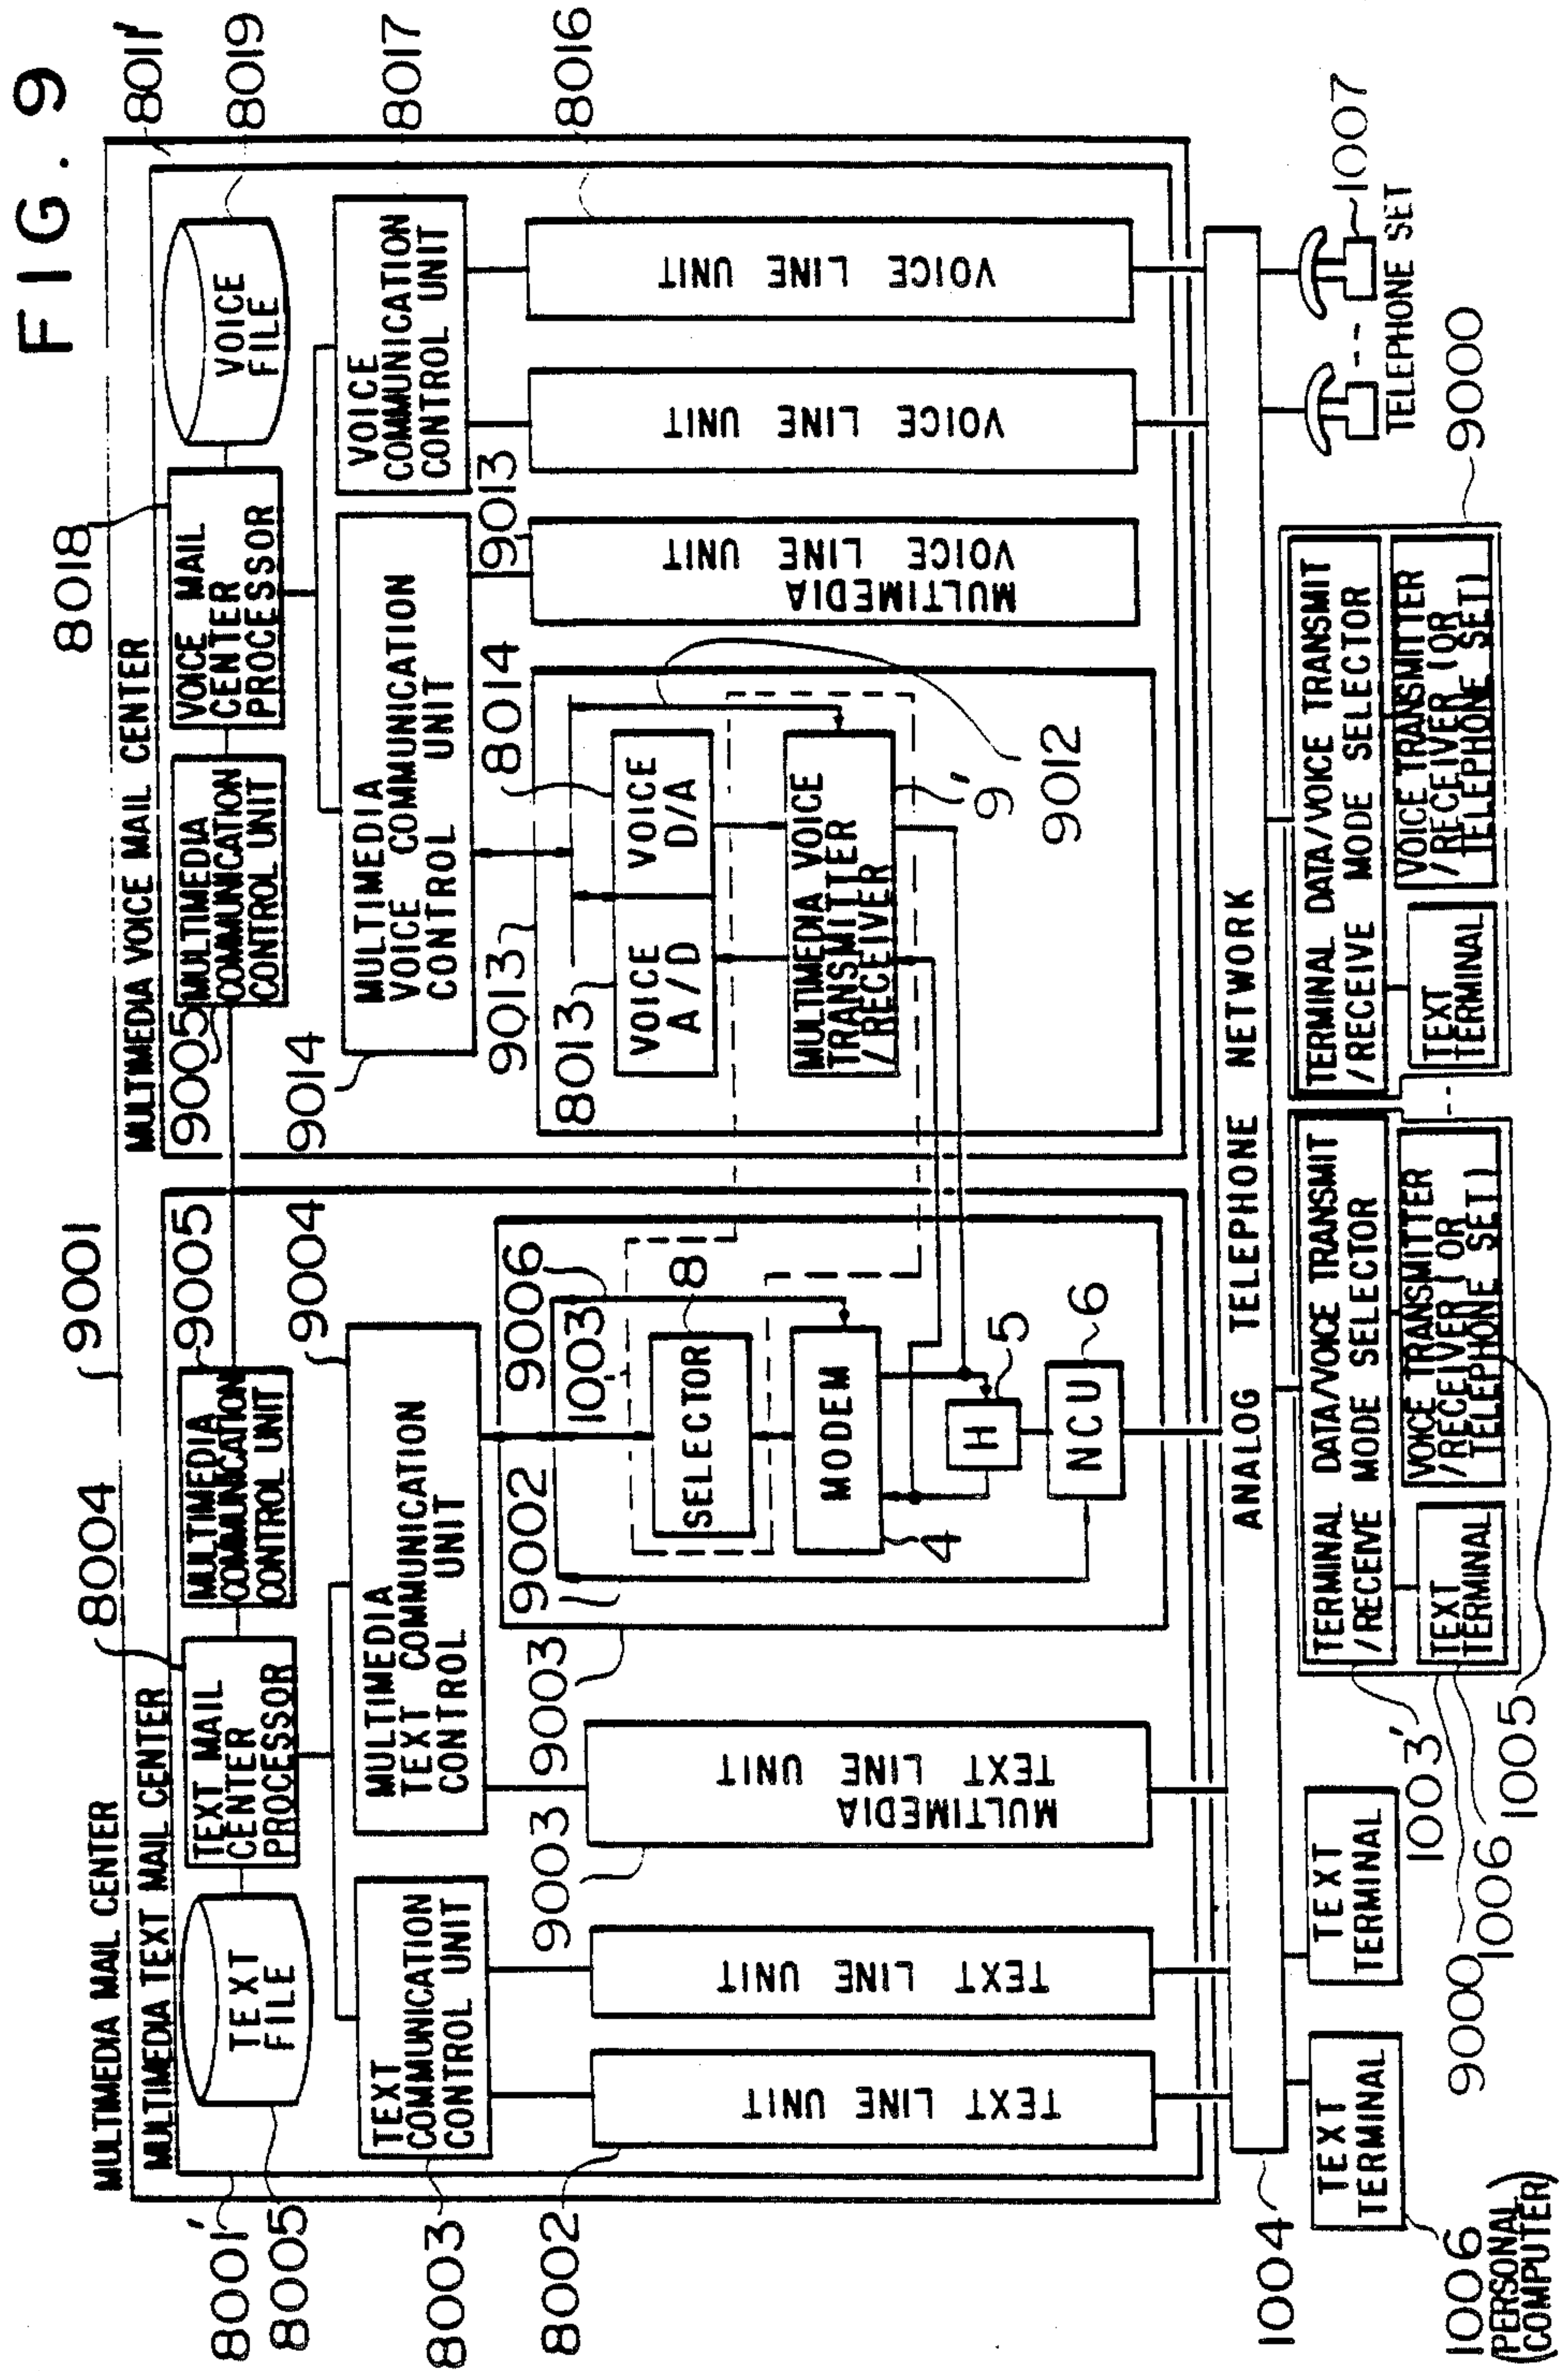 FIG. 9
9001
MULTIMEDIA MAIL CENTER
MULTIMEDIA TEXT MAIL CENTER
8001'
8005
TEXT
FILE
8004
TEXT MAIL
CENTER
PROCESSOR
9005
MULTIMEDIA
COMMUNICATION
CONTROL UNIT
8003
TEXT
COMMUNICATION
CONTROL UNIT
9004
MULTIMEDIA
TEXT COMMUNICATION
CONTROL UNIT
8002
TEXT LINE UNIT
TEXT LINE UNIT
9003
MULTIMEDIA
TEXT LINE UNIT
9003
9002
9006
1003
SELECTOR
8
MODEM
4
H
5
NCU
6
MULTIMEDIA VOICE MAIL CENTER
8011'
9005
MULTIMEDIA
COMMUNICATION
CONTROL UNIT
8018
VOICE MAIL
CENTER
PROCESSOR
8019
VOICE
FILE
9014
MULTIMEDIA
VOICE COMMUNICATION
CONTROL UNIT
8017
VOICE
COMMUNICATION
CONTROL UNIT
9013
8013
VOICE
A/D
8014
VOICE
D/A
MULTIMEDIA VOICE
TRANSMITTER
/RECEIVER
9'
9012
9013
MULTIMEDIA
VOICE LINE UNIT
VOICE LINE UNIT
8016
VOICE LINE UNIT
1004
ANALOG TELEPHONE NETWORK
1006
(PERSONAL
COMPUTER)
TEXT
TERMINAL
TEXT
TERMINAL
1003'
TERMINAL DATA/VOICE TRANSMIT
/RECEIVE MODE SELECTOR
TEXT
TERMINAL
VOICE TRANSMITTER
/RECEIVER (OR
TELEPHONE SET)
9000
1006
1005
TERMINAL DATA/VOICE TRANSMIT
/RECEIVE MODE SELECTOR
TEXT
TERMINAL
VOICE TRANSMITTER
/RECEIVER (OR
TELEPHONE SET)
9000
1007
TELEPHONE SET